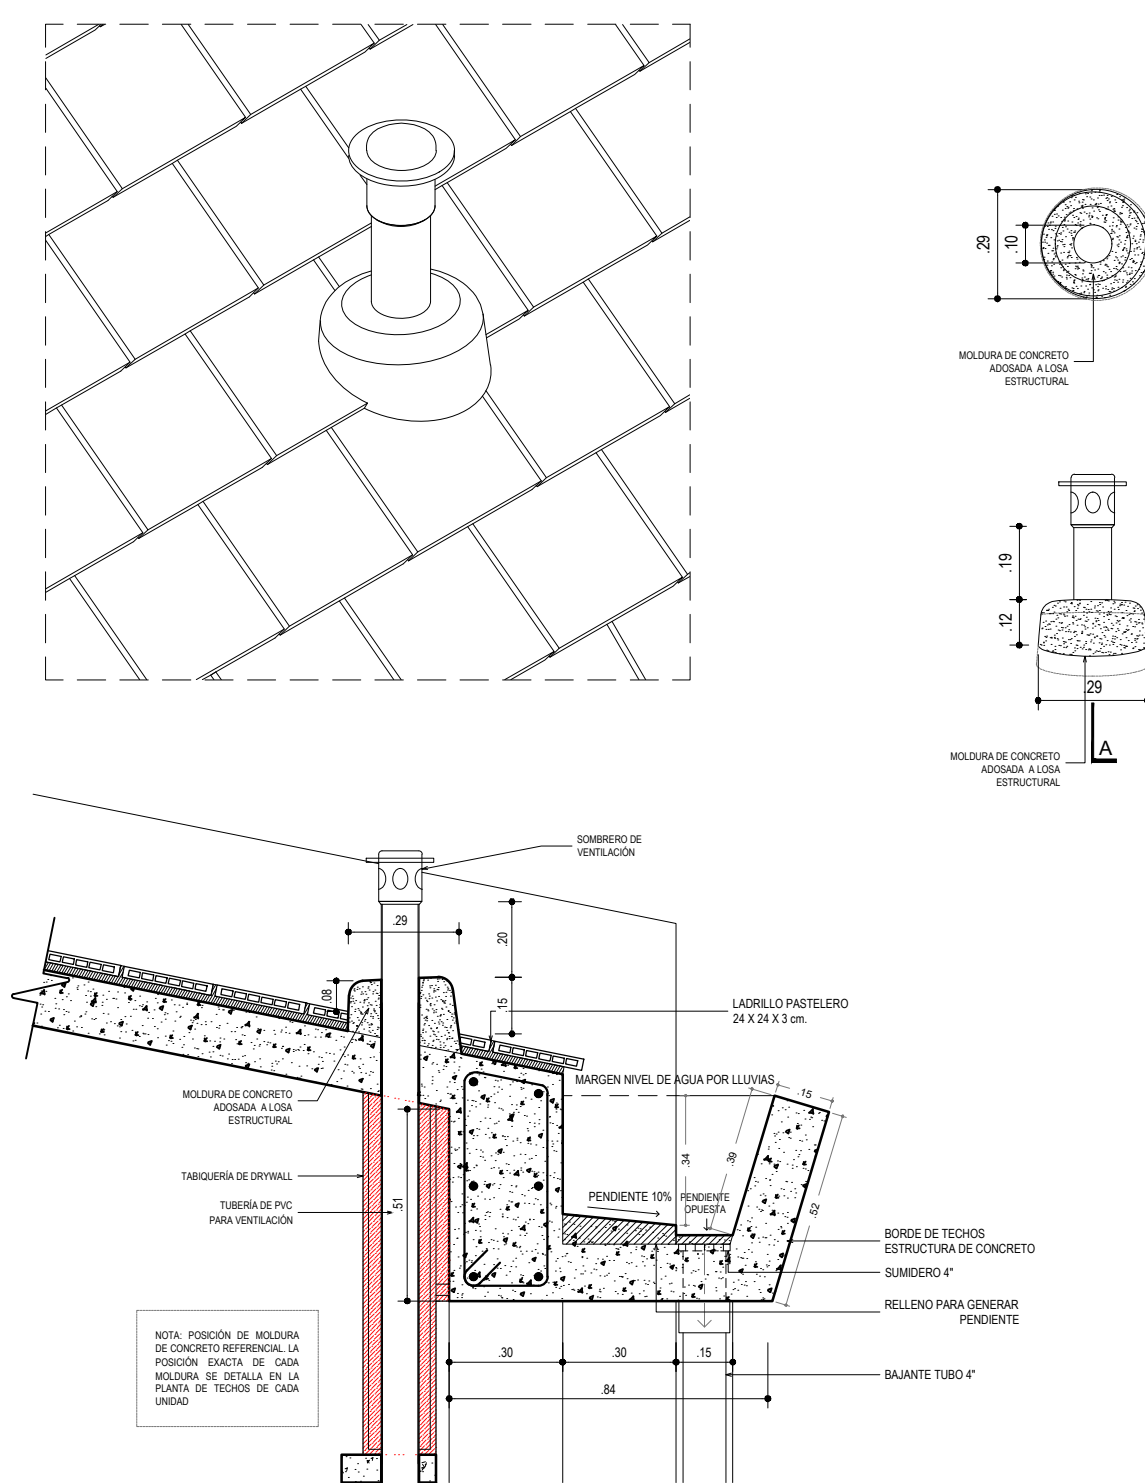 .29
.10
MOLDURA DE CONCRETO
ADOSADA A LOSA
ESTRUCTURAL
.19
.12
.29
A
MOLDURA DE CONCRETO
ADOSADA A LOSA
ESTRUCTURAL
SOMBRERO DE
VENTILACIÓN
.29
.20
.08
.15
LADRILLO PASTELERO
24 X 24 X 3 cm.
MARGEN NIVEL DE AGUA POR LLUVIAS
.15
MOLDURA DE CONCRETO
ADOSADA A LOSA
ESTRUCTURAL
.34
.39
TABIQUERÍA DE DRYWALL
.51
PENDIENTE 10%
PENDIENTE
OPUESTA
.52
TUBERÍA DE PVC
PARA VENTILACIÓN
BORDE DE TECHOS
ESTRUCTURA DE CONCRETO
SUMIDERO 4"
RELLENO PARA GENERAR
PENDIENTE
NOTA: POSICIÓN DE MOLDURA
DE CONCRETO REFERENCIAL. LA
POSICIÓN EXACTA DE CADA
MOLDURA SE DETALLA EN LA
PLANTA DE TECHOS DE CADA
UNIDAD
.30
.30
.15
.84
BAJANTE TUBO 4"